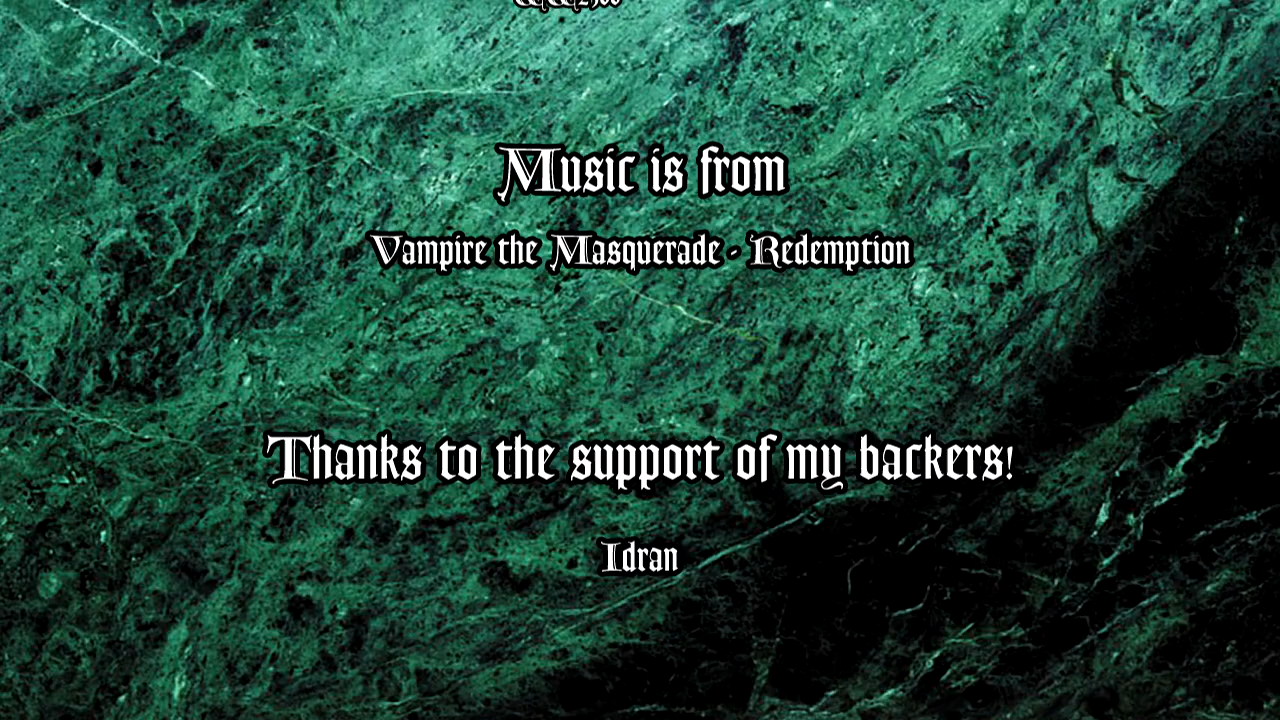 Music is from
Vampire the Masquerade - Redemption
Thanks to the support of my backers!
Idran